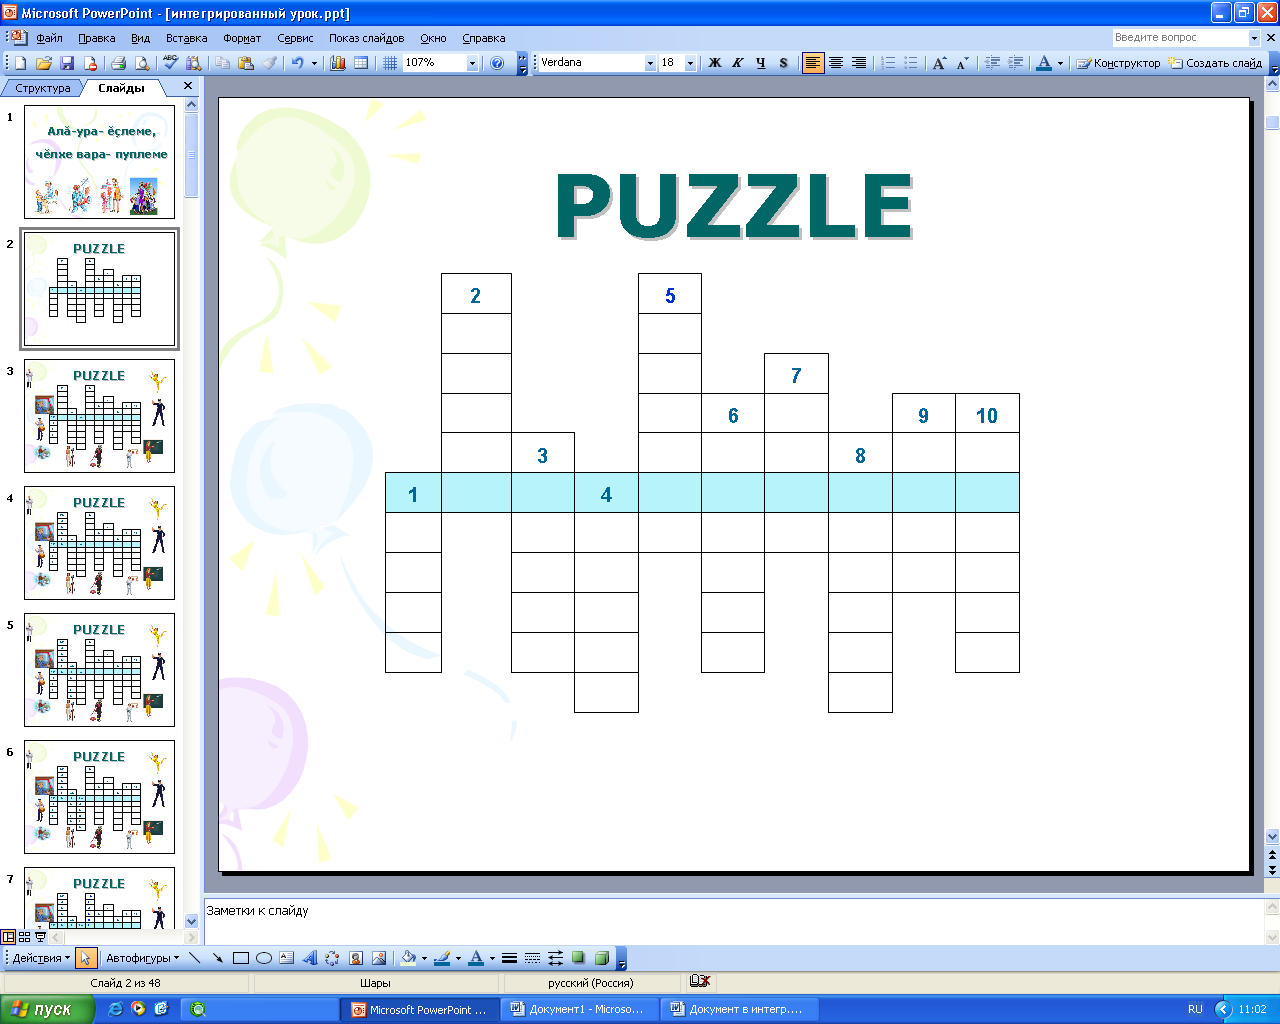 Microsoft PowerPoint - [интегрированный урок.ppt]
Файл Правка Вид Вставка Формат Сервис Показ слайдов Окно Справка
Введите вопрос
107% Verdana 18 Ж К Ч S Конструктор Создать слайд
Структура Слайды
1
Алă-ура- ĕçлеме,
чĕлхе вара- пуплеме
2
PUZZLE
3
PUZZLE
4
PUZZLE
5
PUZZLE
6
PUZZLE
7
PUZZLE
PUZZLE
2 5
7
6 9 10
3 8
1 4
Заметки к слайду
Действия Автофигуры
Слайд 2 из 48 Шары русский (Россия)
пуск Microsoft PowerPoint ... Документ1 - Microso... Документ в интегр.... RU 11:02